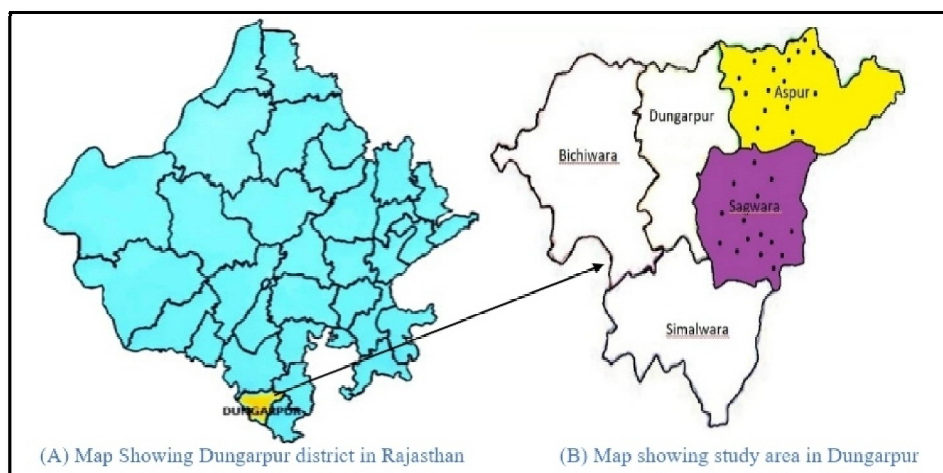 DUNGARPUR
(A) Map Showing Dungarpur district in Rajasthan
Aspur
Dungarpur
Bichiwara
Sagwara
Simalwara
(B) Map showing study area in Dungarpur